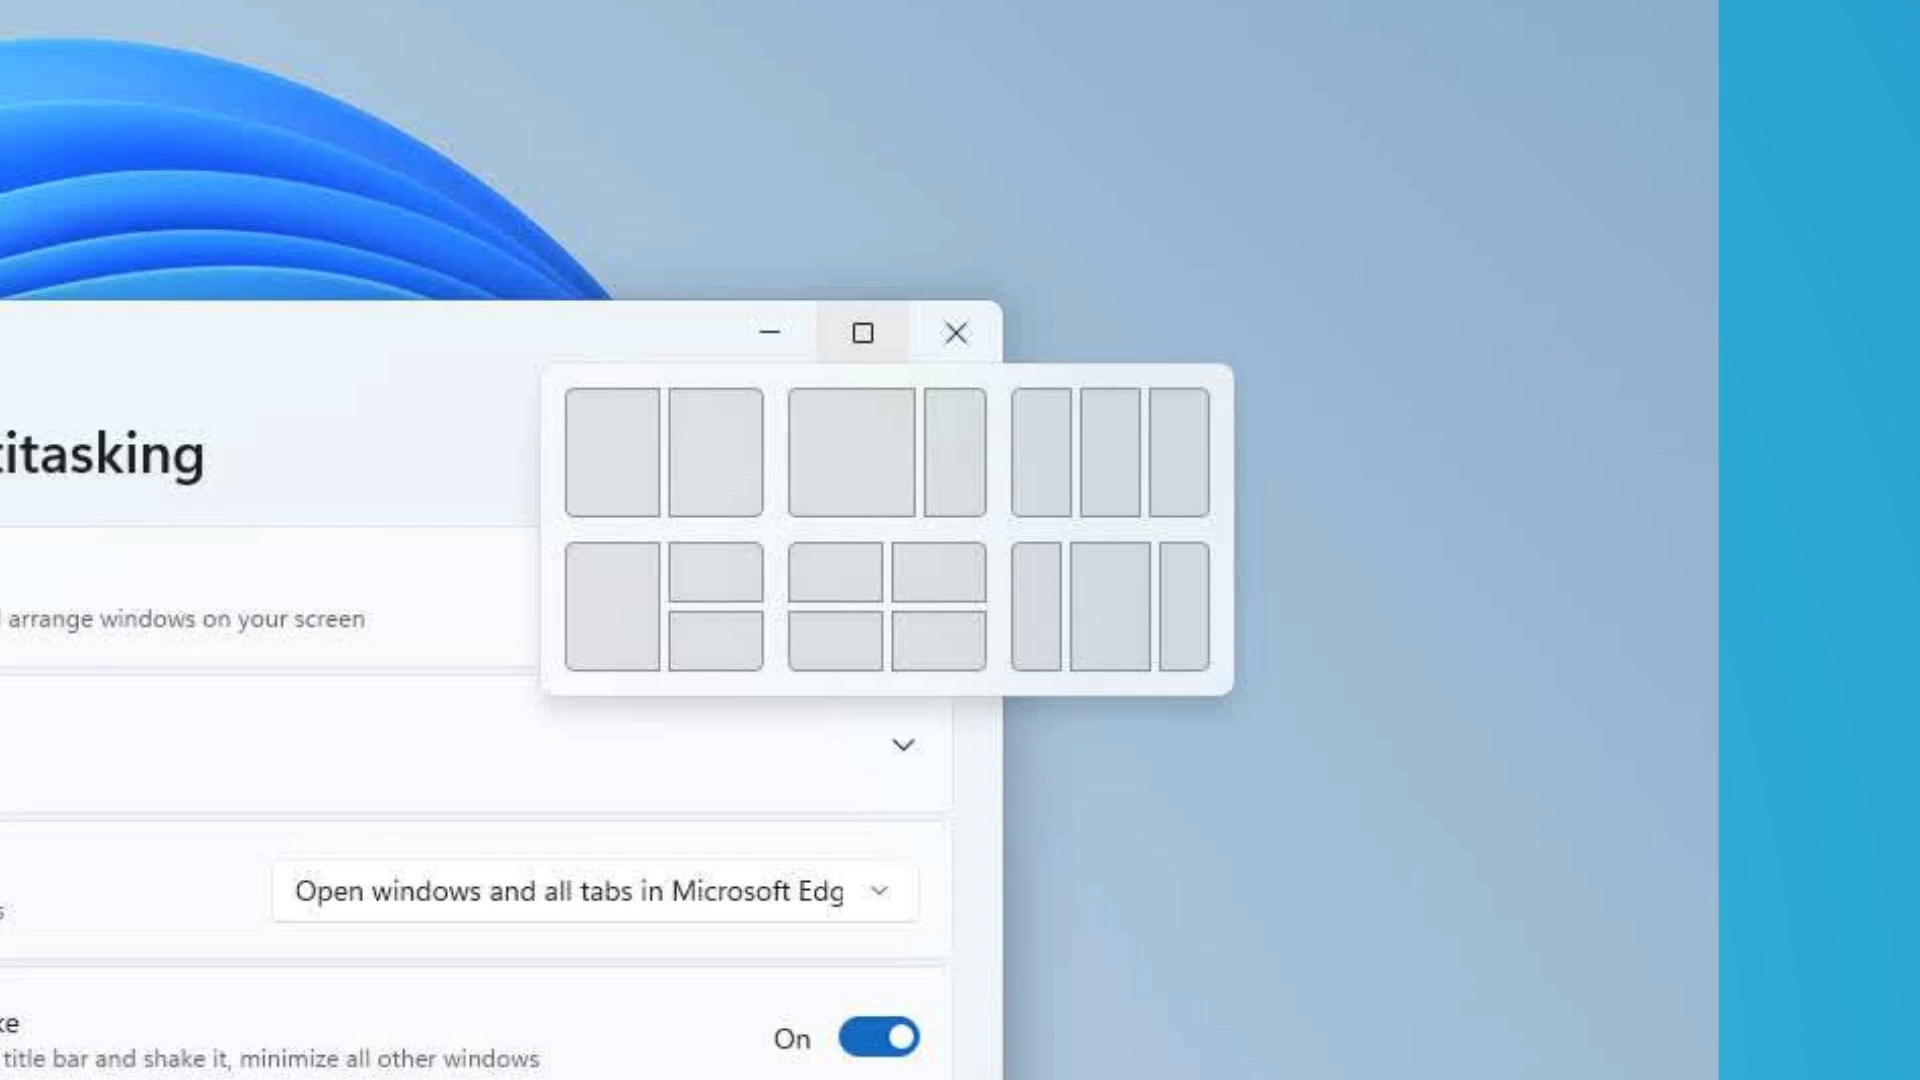 titasking
arrange windows on your screen
Open windows and all tabs in Microsoft Edg
On
title bar and shake it, minimize all other windows